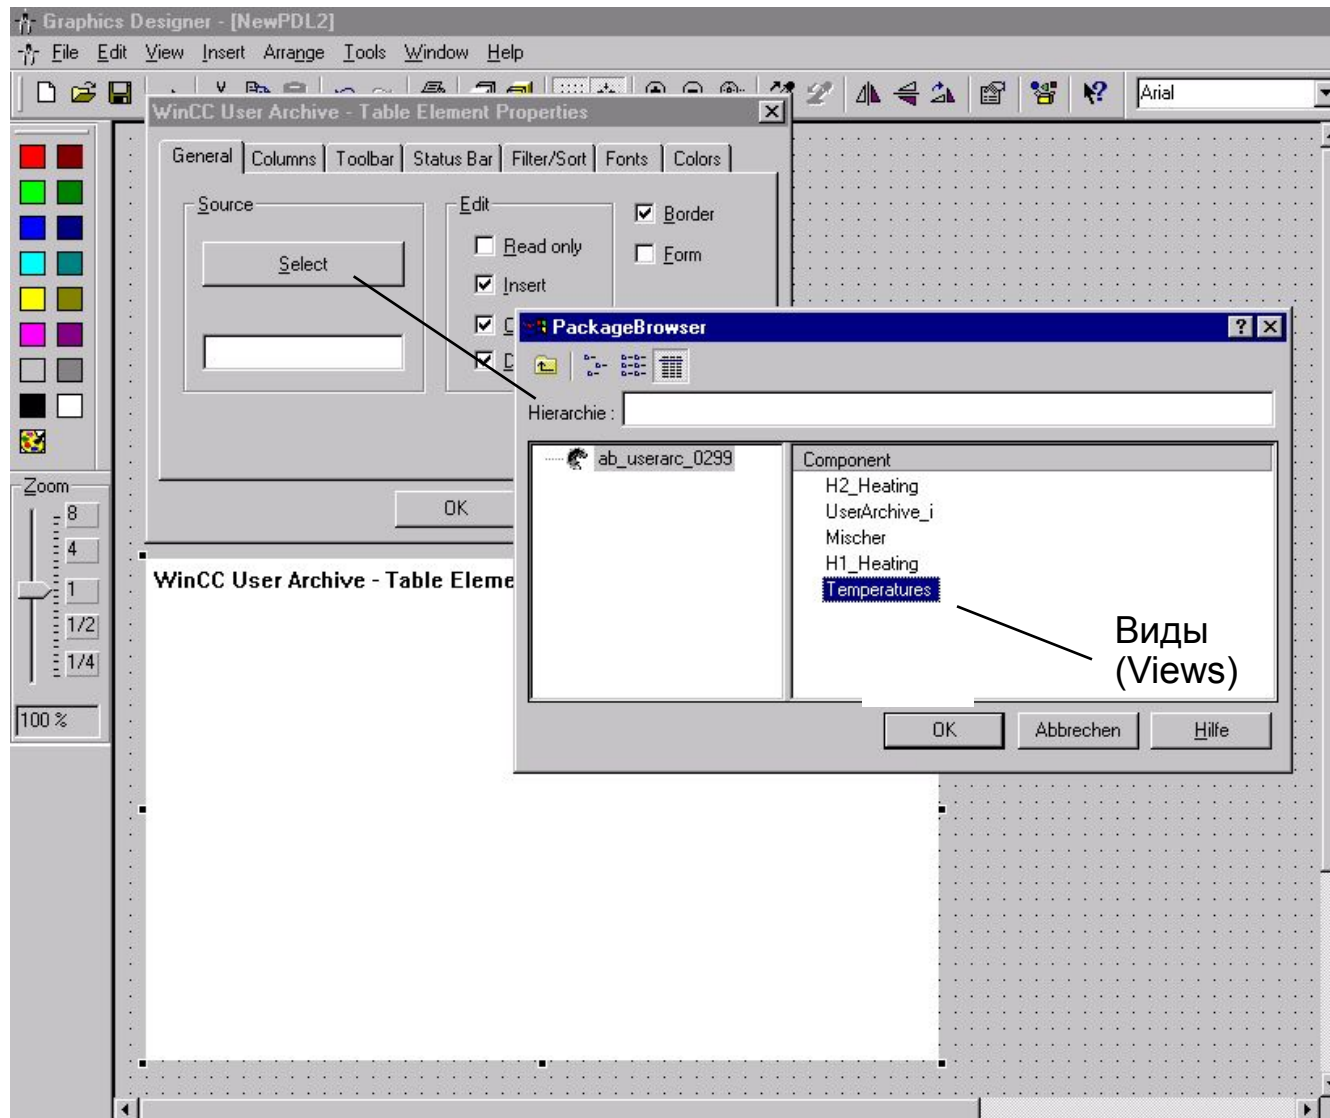 Graphics Designer - [NewPDL2]
File Edit View Insert Arrange Tools Window Help
Arial
WinCC User Archive - Table Element Properties
General Columns Toolbar Status Bar Filter/Sort Fonts Colors
Source
Select
Edit
Read only
Insert
Border
Form
OK
PackageBrowser
Hierarchie :
ab_userarc_0299
Component
H2_Heating
UserArchive_i
Mischer
H1_Heating
Temperatures
Виды
(Views)
OK Abbrechen Hilfe
Zoom
8
4
1
1/2
1/4
100 %
WinCC User Archive - Table Eleme